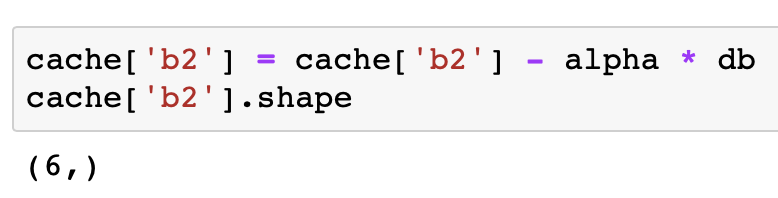 cache['b2'] = cache['b2'] - alpha * db
cache['b2'].shape
(6,)